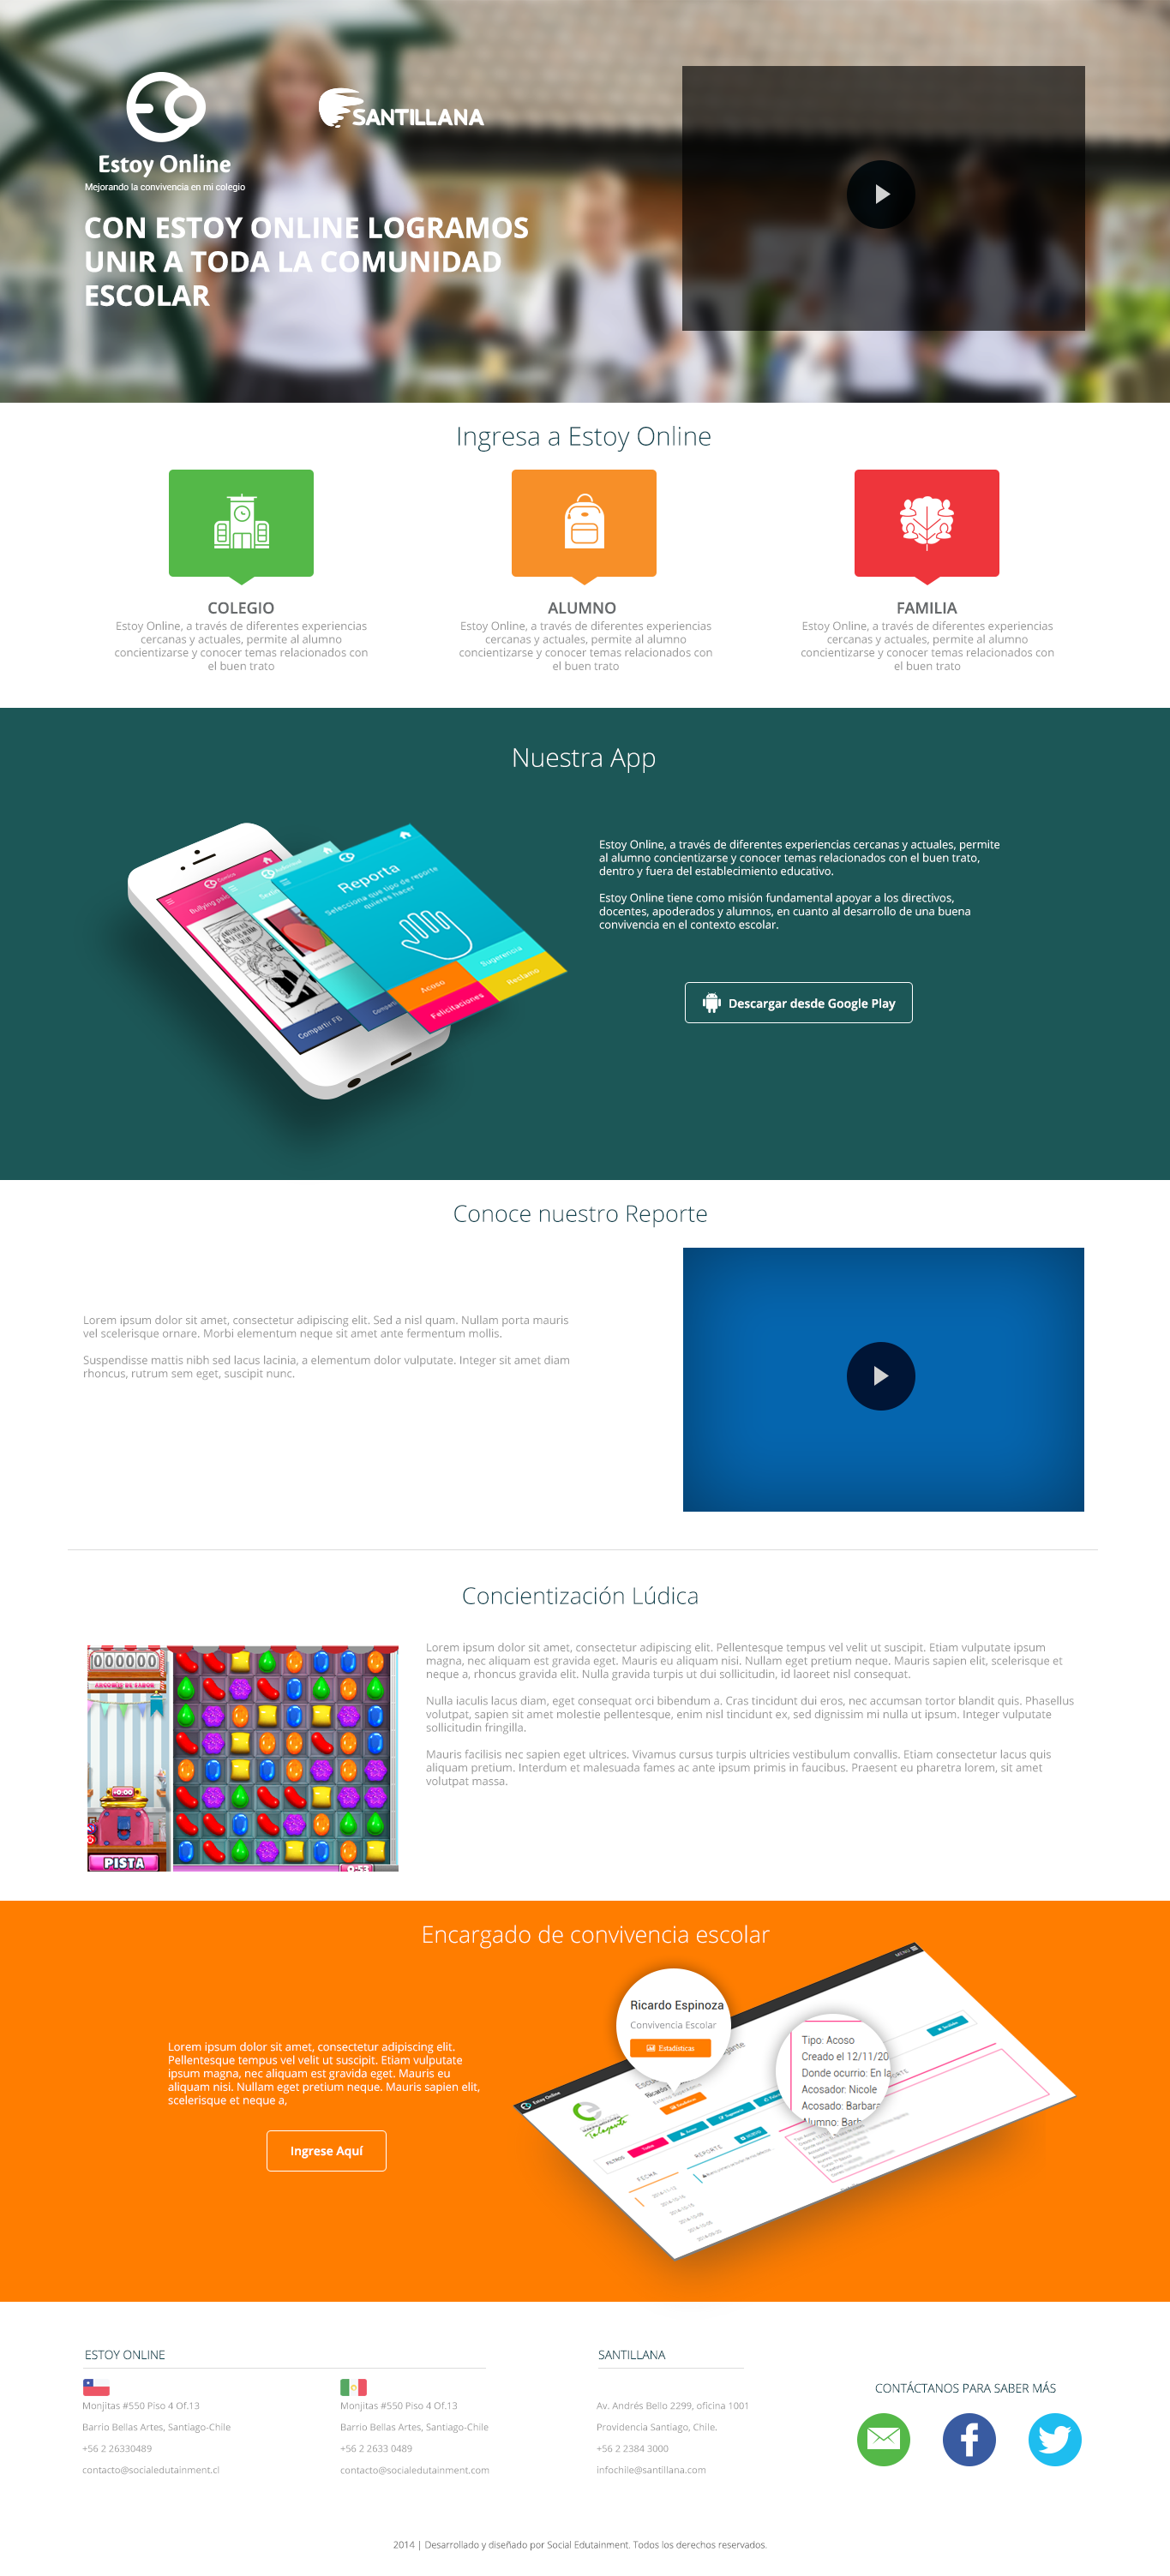 Estoy Online
Mejorando la convivencia en mi colegio
SANTILLANA
CON ESTOY ONLINE LOGRAMOS
UNIR A TODA LA COMUNIDAD
ESCOLAR
Ingresa a Estoy Online
COLEGIO
Estoy Online, a través de diferentes experiencias
cercanas y actuales, permite al alumno
concientizarse y conocer temas relacionados con
el buen trato
ALUMNO
Estoy Online, a través de diferentes experiencias
cercanas y actuales, permite al alumno
concientizarse y conocer temas relacionados con
el buen trato
FAMILIA
Estoy Online, a través de diferentes experiencias
cercanas y actuales, permite al alumno
concientizarse y conocer temas relacionados con
el buen trato
Nuestra App
Reporta
Selecciona que tipo de reporte
quieres hacer
Acoso
Sugerencia
Felicitaciones
Reclamo
Compartir FB
Estoy Online, a través de diferentes experiencias cercanas y actuales, permite
al alumno concientizarse y conocer temas relacionados con el buen trato,
dentro y fuera del establecimiento educativo.
Estoy Online tiene como misión fundamental apoyar a los directivos,
docentes, apoderados y alumnos, en cuanto al desarrollo de una buena
convivencia en el contexto escolar.
Descargar desde Google Play
Conoce nuestro Reporte
Lorem ipsum dolor sit amet, consectetur adipiscing elit. Sed a nisl quam. Nullam porta mauris
vel scelerisque ornare. Morbi elementum neque sit amet ante fermentum mollis.
Suspendisse mattis nibh sed lacus lacinia, a elementum dolor vulputate. Integer sit amet diam
rhoncus, rutrum sem eget, suscipit nunc.
Concientización Lúdica
000000
+0:00
PISTA
0:53
Lorem ipsum dolor sit amet, consectetur adipiscing elit. Pellentesque tempus vel velit ut suscipit. Etiam vulputate ipsum
magna, nec aliquam est gravida eget. Mauris eu aliquam nisi. Nullam eget pretium neque. Mauris sapien elit, scelerisque et
neque a, rhoncus gravida elit. Nulla gravida turpis ut dui sollicitudin, id laoreet nisl consequat.
Nulla iaculis lacus diam, eget consequat orci bibendum a. Cras tincidunt dui eros, nec accumsan tortor blandit quis. Phasellus
volutpat, sapien sit amet molestie pellentesque, enim nisl tincidunt ex, sed dignissim mi nulla ut ipsum. Integer vulputate
sollicitudin fringilla.
Mauris facilisis nec sapien eget ultrices. Vivamus cursus turpis ultricies vestibulum convallis. Etiam consectetur lacus quis
aliquam pretium. Interdum et malesuada fames ac ante ipsum primis in faucibus. Praesent eu pharetra lorem, sit amet
volutpat massa.
Encargado de convivencia escolar
Lorem ipsum dolor sit amet, consectetur adipiscing elit.
Pellentesque tempus vel velit ut suscipit. Etiam vulputate
ipsum magna, nec aliquam est gravida eget. Mauris eu
aliquam nisi. Nullam eget pretium neque. Mauris sapien elit,
scelerisque et neque a,
Ingrese Aquí
MENU
Estoy Online
Ricardo Espinoza
Convivencia Escolar
Estadísticas
Tipo: Acoso
Creado el 12/11/20
Donde ocurrio: En la
Acosador: Nicole
Acosado: Barbara
FILTROS
FECHA
REPORTE
ESTOY ONLINE
Monjitas #550 Piso 4 Of.13
Barrio Bellas Artes, Santiago-Chile
+56 2 26330489
contacto@socialedutainment.cl
Monjitas #550 Piso 4 Of.13
Barrio Bellas Artes, Santiago-Chile
+56 2 2633 0489
contacto@socialedutainment.com
SANTILLANA
Av. Andrés Bello 2299, oficina 1001
Providencia Santiago, Chile.
+56 2 2384 3000
infochile@santillana.com
CONTÁCTANOS PARA SABER MÁS
2014 | Desarrollado y diseñado por Social Edutainment. Todos los derechos reservados.